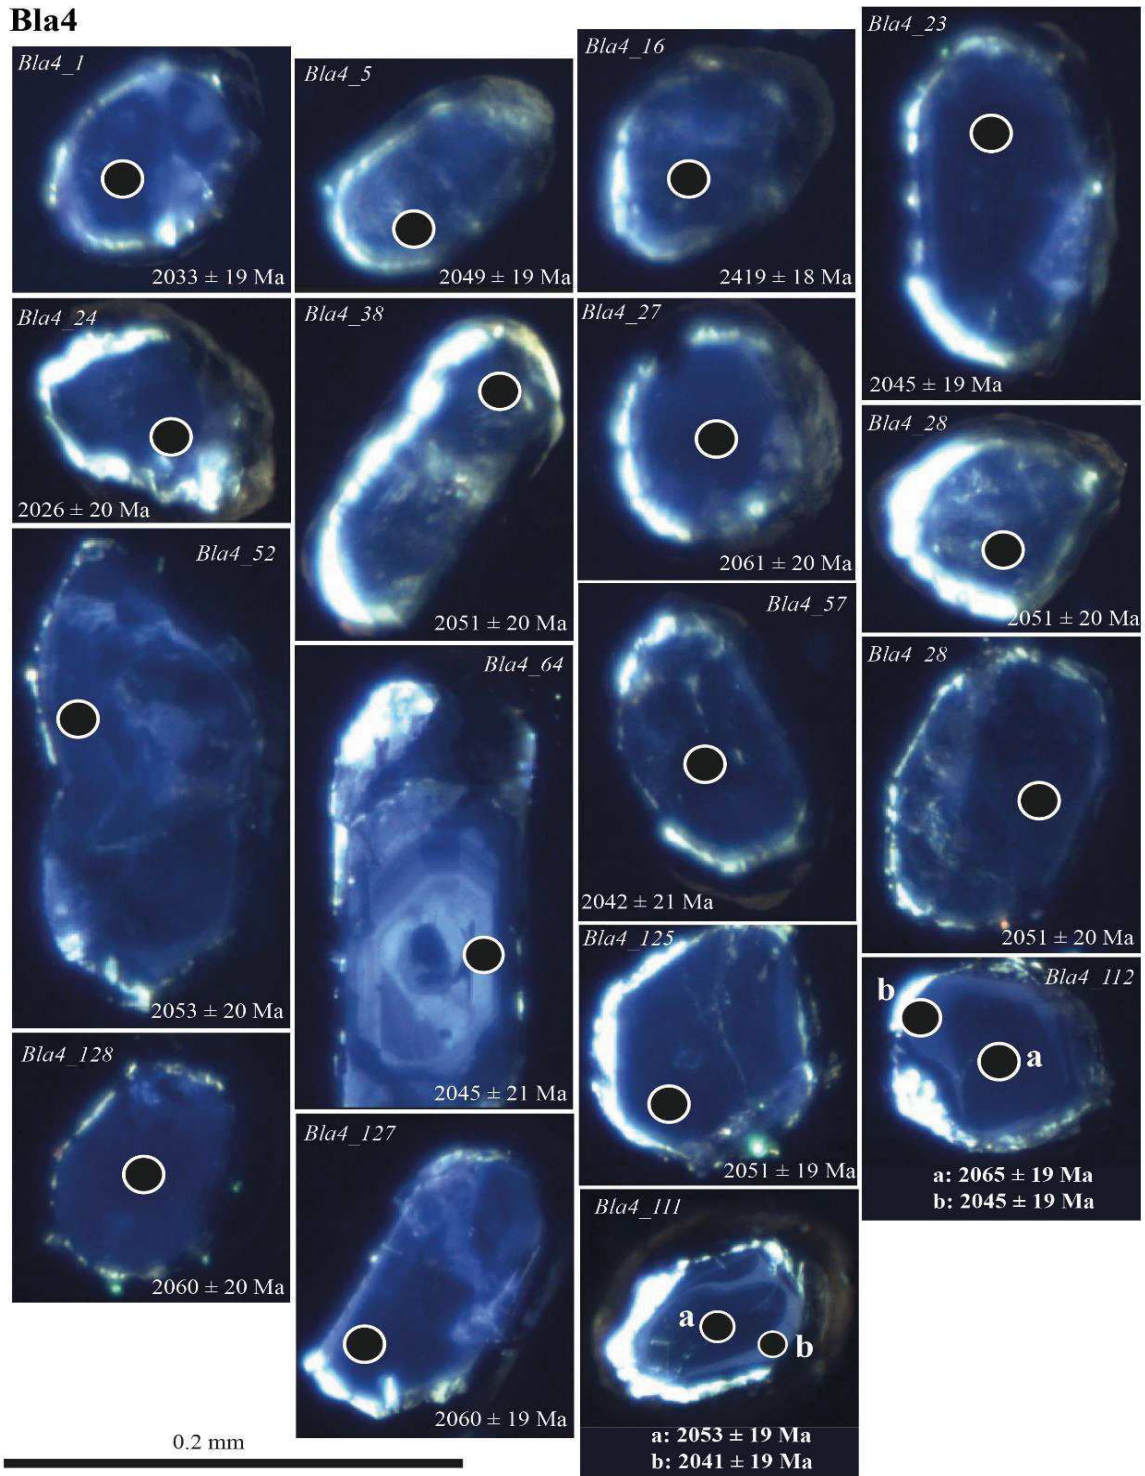 Bla4
Bla4_1
2033 ± 19 Ma
Bla4_5
2049 ± 19 Ma
Bla4_16
2419 ± 18 Ma
Bla4_23
2045 ± 19 Ma
Bla4_24
2026 ± 20 Ma
Bla4_38
2051 ± 20 Ma
Bla4_27
2061 ± 20 Ma
Bla4_28
2051 ± 20 Ma
Bla4_52
2053 ± 20 Ma
Bla4_64
2045 ± 21 Ma
Bla4_57
2042 ± 21 Ma
Bla4_28
2051 ± 20 Ma
Bla4_128
2060 ± 20 Ma
Bla4_127
2060 ± 19 Ma
Bla4_125
2051 ± 19 Ma
Bla4_112
b
a
a: 2065 ± 19 Ma
b: 2045 ± 19 Ma
Bla4_111
a
b
a: 2053 ± 19 Ma
b: 2041 ± 19 Ma
0.2 mm